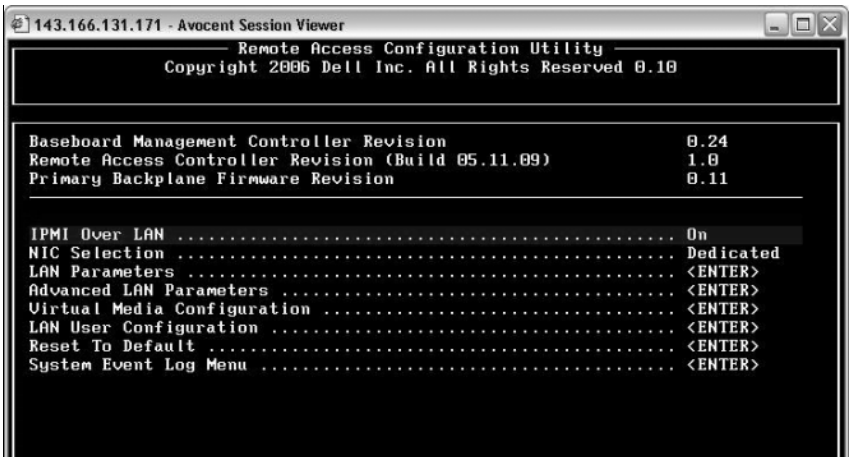 143.166.131.171 - Avocent Session Viewer
Remote Access Configuration Utility
Copyright 2006 Dell Inc. All Rights Reserved 0.10
Baseboard Management Controller Revision 0.24
Remote Access Controller Revision (Build 05.11.09) 1.0
Primary Backplane Firmware Revision 0.11
IPMI Over LAN ................................................ On
NIC Selection ................................................ Dedicated
LAN Parameters ............................................... <ENTER>
Advanced LAN Parameters ...................................... <ENTER>
Virtual Media Configuration .................................. <ENTER>
LAN User Configuration ....................................... <ENTER>
Reset To Default ............................................. <ENTER>
System Event Log Menu ........................................ <ENTER>